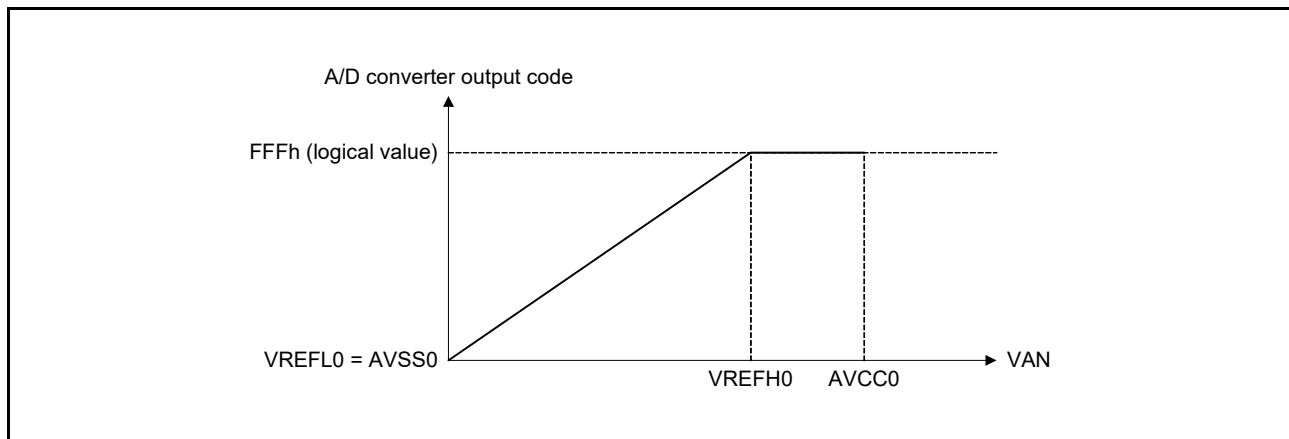 A/D converter output code
FFFh (logical value)
VREFL0 = AVSS0
VAN
VREFH0
AVCC0